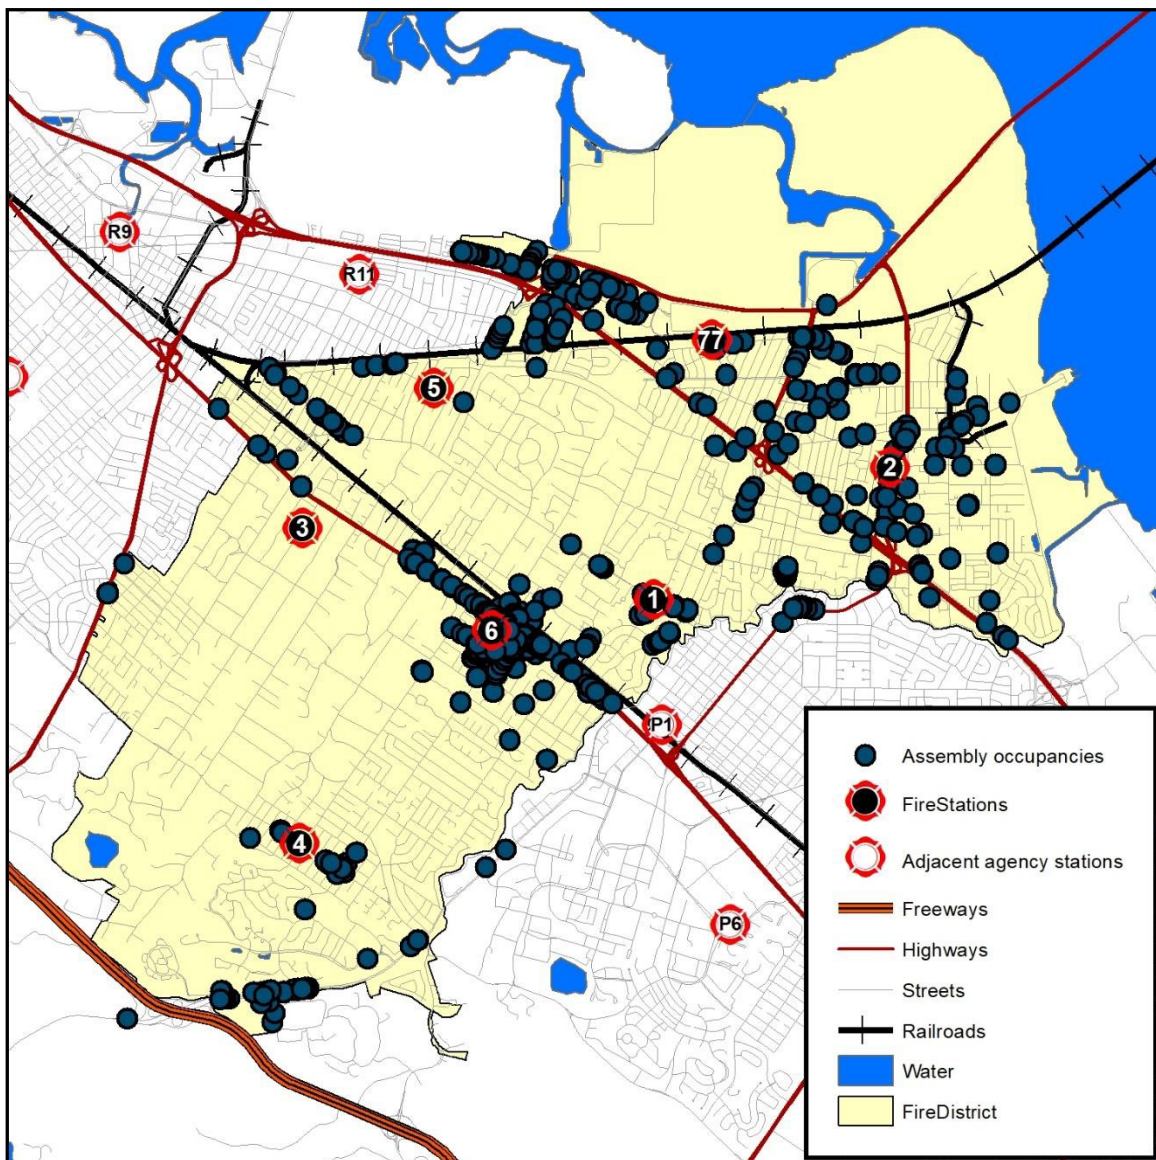 R9
R11
77
5
2
3
1
6
P1
4
P6
Assembly occupancies
FireStations
Adjacent agency stations
Freeways
Highways
Streets
Railroads
Water
FireDistrict